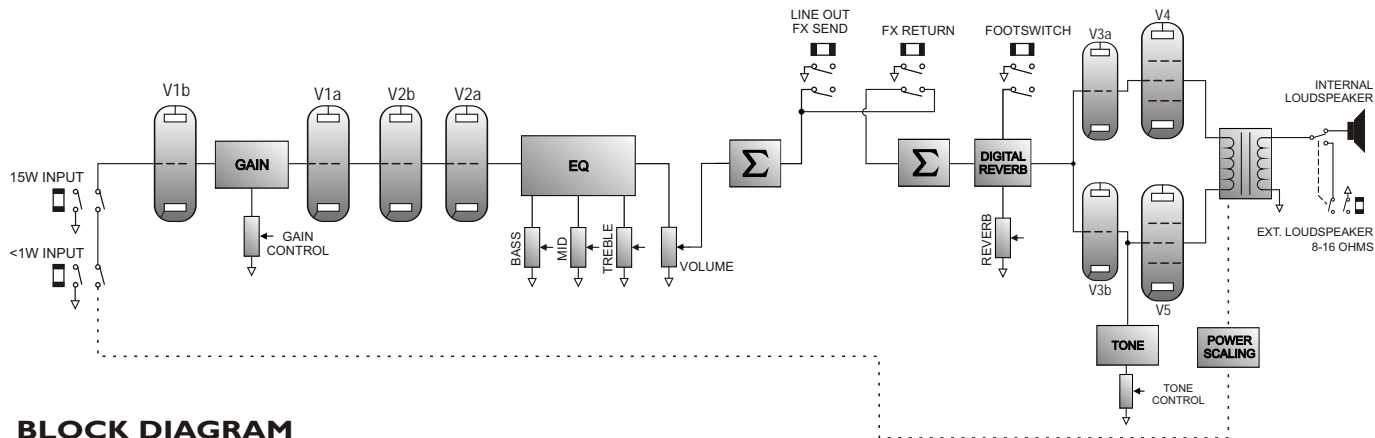 LINE OUT
FX SEND
FX RETURN
FOOTSWITCH
V3a
V4
INTERNAL
LOUDSPEAKER
V1b
V1a
V2b
V2a
GAIN
EQ
Σ
Σ
DIGITAL
REVERB
15W INPUT
<1W INPUT
GAIN
CONTROL
BASS
MID
TREBLE
VOLUME
REVERB
EXT. LOUDSPEAKER
8-16 OHMS
V3b
V5
TONE
POWER
SCALING
TONE
CONTROL
BLOCK DIAGRAM